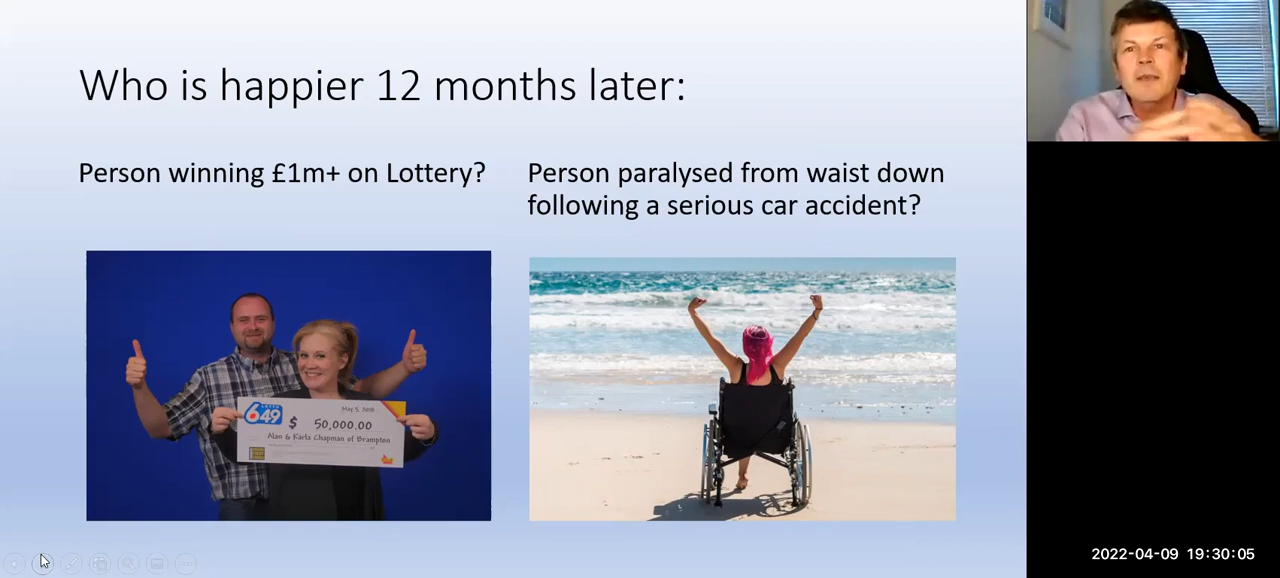 Who is happier 12 months later:
Person winning £1m+ on Lottery?
Person paralysed from waist down
following a serious car accident?
LOTTO
649
May 5, 2018
$ 50,000.00
Alan & Karla Chapman of Brampton
2022-04-09 19:30:05